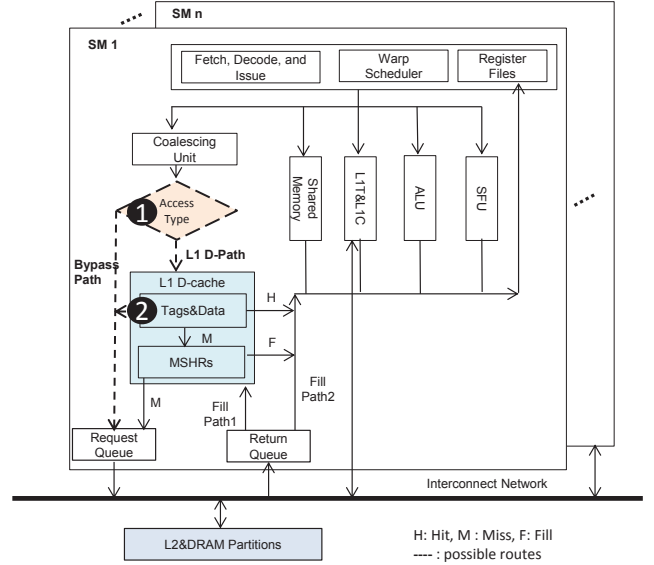 SM n
SM 1
Fetch, Decode, and
Issue
Warp
Scheduler
Register
Files
Coalescing
Unit
Shared
Memory
L1T&L1C
ALU
SFU
1
Access
Type
Bypass
Path
L1 D-Path
L1 D-cache
2
Tags&Data
H
M
MSHRs
F
M
Fill
Path1
Fill
Path2
Request
Queue
Return
Queue
Interconnect Network
L2&DRAM Partitions
H: Hit, M : Miss, F: Fill
---- : possible routes